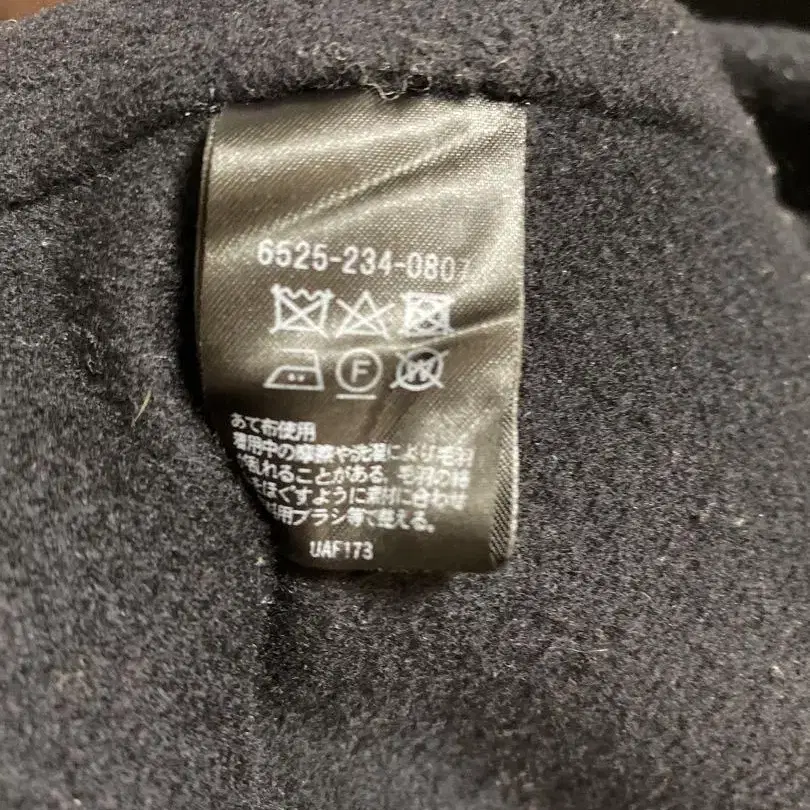 6525-234-0807
F W
あて布使用
着用中の摩擦や洗濯により毛羽
が乱れることがある。毛羽の絡
をほぐすように素材に合わせ
用ブラシ等で整える。
UAF173